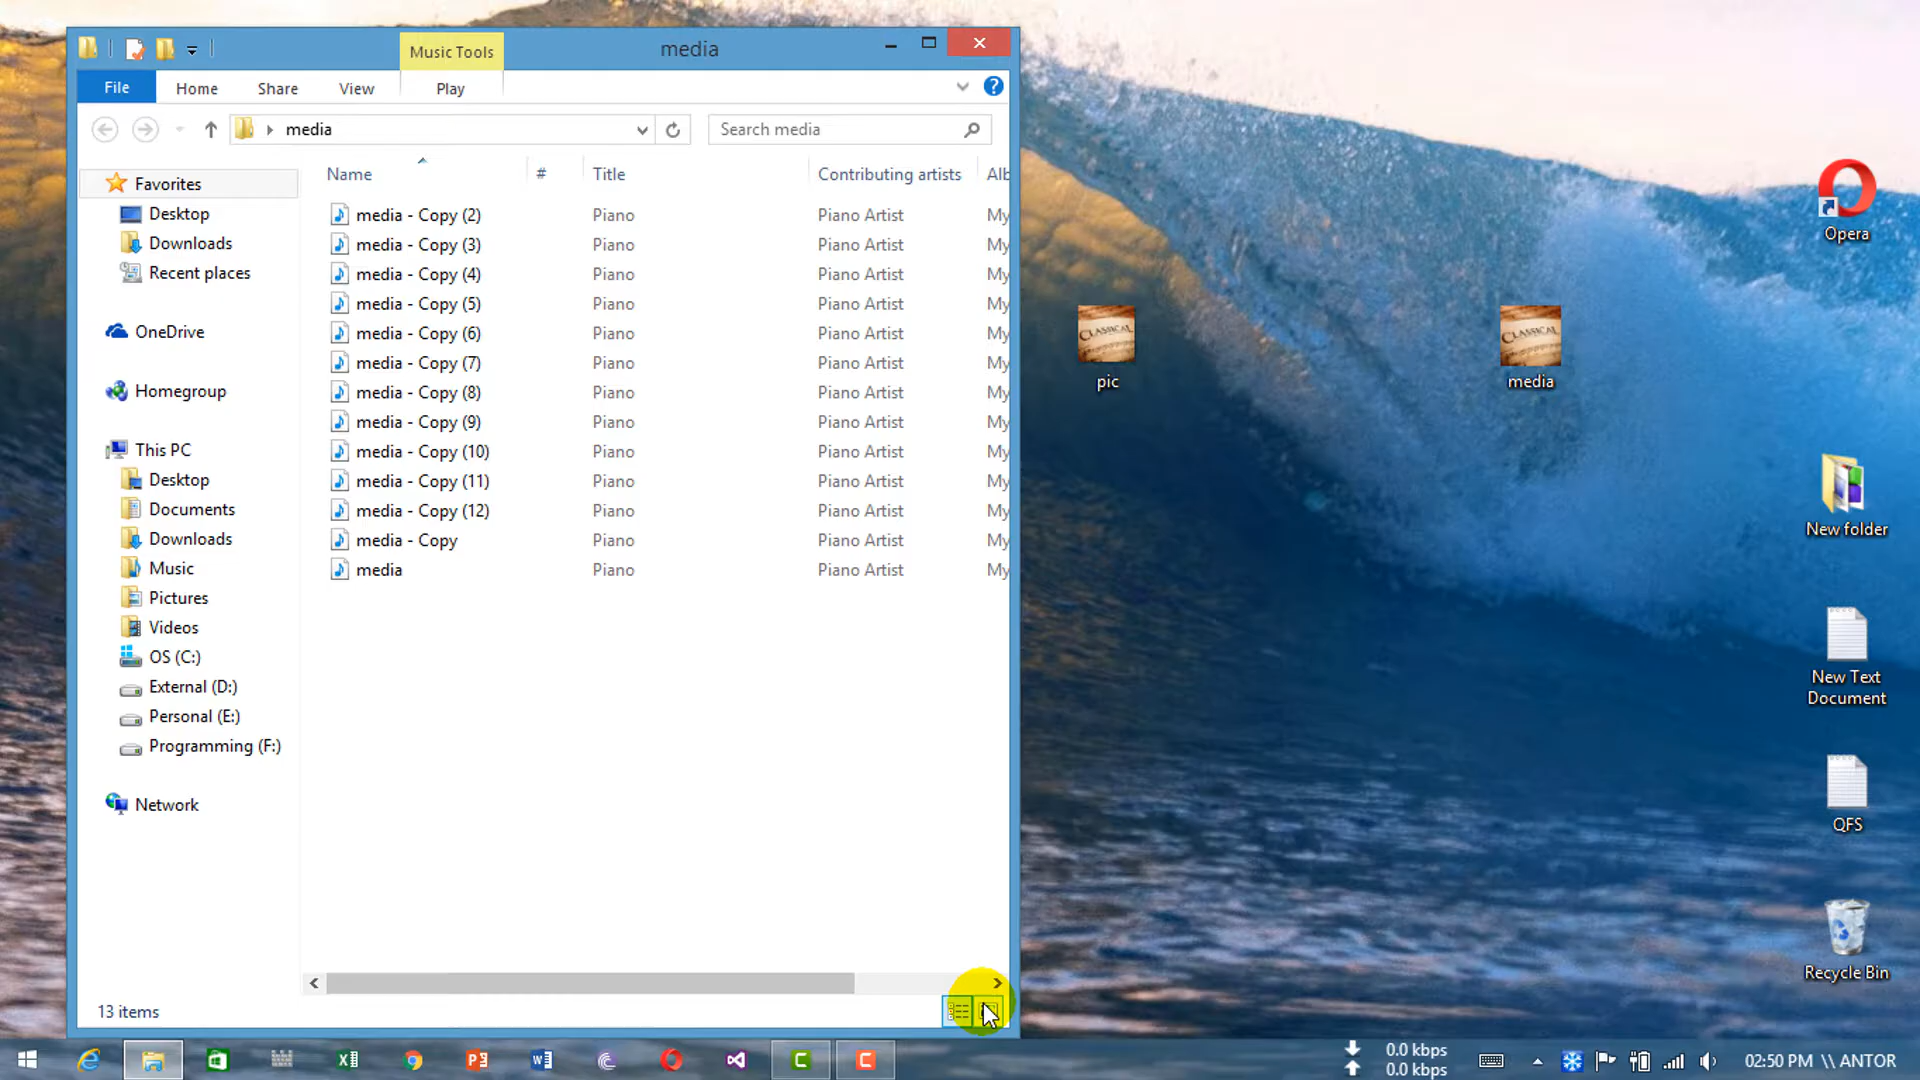 Music Tools
media
File
Home
Share
View
Play
media
Search media
Name
#
Title
Contributing artists
Alb
Favorites
Desktop
Downloads
Recent places
OneDrive
Homegroup
This PC
Desktop
Documents
Downloads
Music
Pictures
Videos
OS (C:)
External (D:)
Personal (E:)
Programming (F:)
Network
media - Copy (2) Piano Piano Artist My
media - Copy (3) Piano Piano Artist My
media - Copy (4) Piano Piano Artist My
media - Copy (5) Piano Piano Artist My
media - Copy (6) Piano Piano Artist My
media - Copy (7) Piano Piano Artist My
media - Copy (8) Piano Piano Artist My
media - Copy (9) Piano Piano Artist My
media - Copy (10) Piano Piano Artist My
media - Copy (11) Piano Piano Artist My
media - Copy (12) Piano Piano Artist My
media - Copy Piano Piano Artist My
media Piano Piano Artist My
13 items
CLASSICAL
pic
CLASSICAL
media
Opera
New folder
New Text
Document
QFS
Recycle Bin
0.0 kbps
0.0 kbps
02:50 PM \\ ANTOR